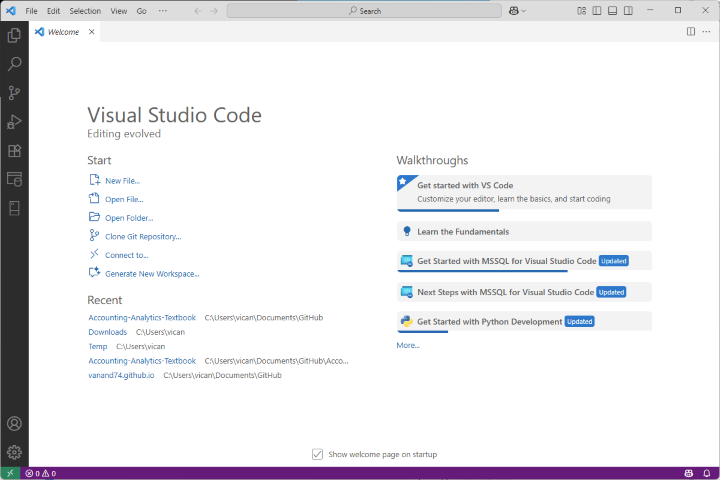 File Edit Selection View Go ··· Search
Welcome
Visual Studio Code
Editing evolved
Start
New File...
Open File...
Open Folder...
Clone Git Repository...
Connect to...
Generate New Workspace...
Recent
Accounting-Analytics-Textbook C:\Users\vican\Documents\GitHub
Downloads C:\Users\vican
Temp C:\Users\vican
Accounting-Analytics-Textbook C:\Users\vican\Documents\GitHub\Acco...
vanand74.github.io C:\Users\vican\Documents\GitHub
Walkthroughs
Get started with VS Code
Customize your editor, learn the basics, and start coding
Learn the Fundamentals
Get Started with MSSQL for Visual Studio Code Updated
Next Steps with MSSQL for Visual Studio Code Updated
Get Started with Python Development Updated
More...
Show welcome page on startup
0 0